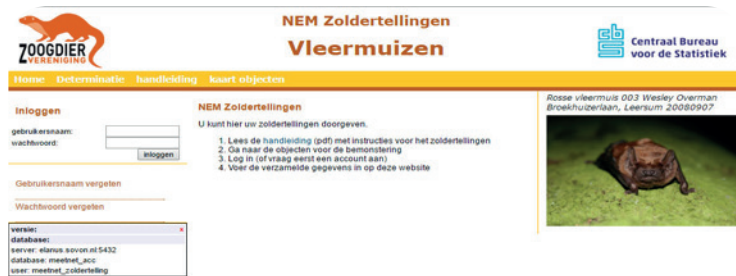 NEM Zoldertellingen
Vleermuizen
ZOOGDIER
VERENIGING
cbs
Centraal Bureau
voor de Statistiek
Home Determinatie handleiding kaart objecten
Inloggen
gebruikersnaam:
wachtwoord:
inloggen
Gebruikersnaam vergeten
Wachtwoord vergeten
versie: x
database:
server: elanus.sovon.nl:5432
database: meetnet_acc
user: meetnet_zoldertelling
NEM Zoldertellingen
U kunt hier uw zoldertellingen doorgeven.
1. Lees de handleiding (pdf) met instructies voor het zoldertellingen
2. Ga naar de objecten voor de bemonstering
3. Log in (of vraag eerst een account aan)
4. Voer de verzamelde gegevens in op deze website
Rosse vleermuis 003 Wesley Overman
Broekhuizerlaan, Leersum 20080907